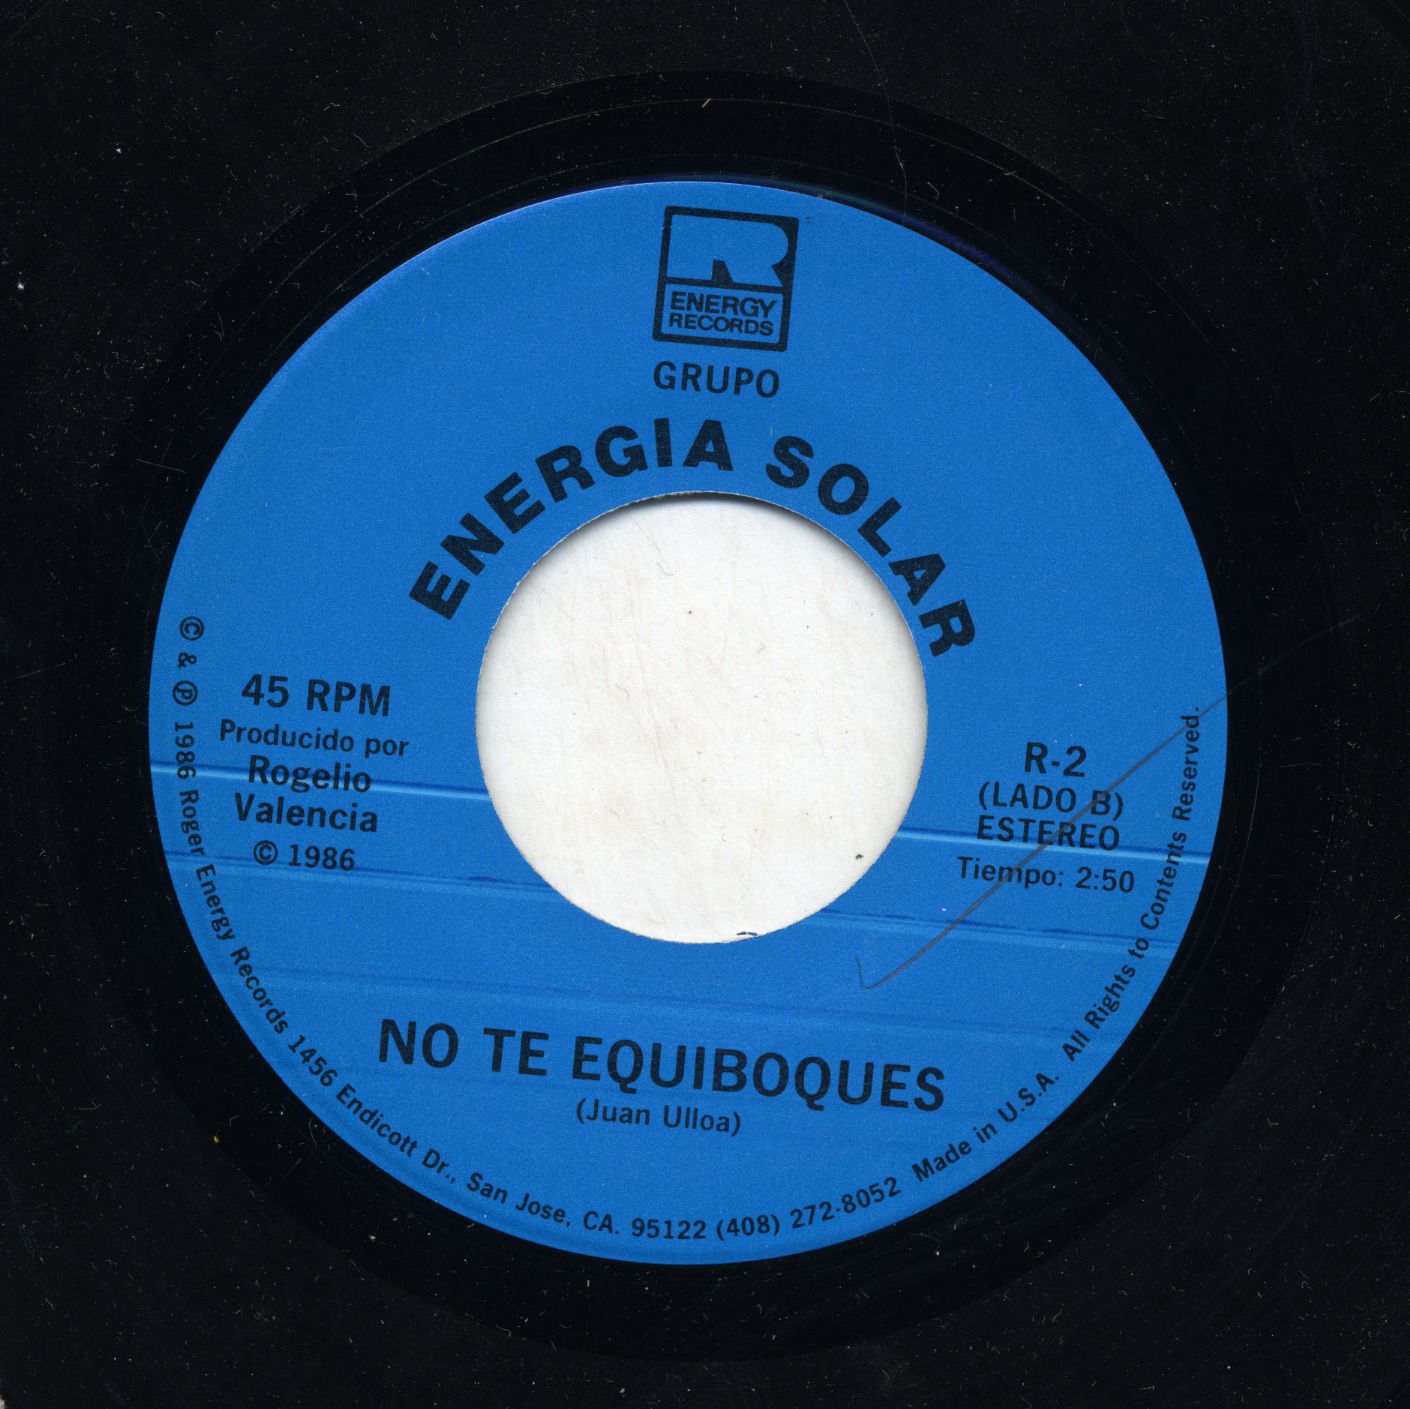 ENERGY
RECORDS
GRUPO
ENERGIA SOLAR
45 RPM
Producido por
Rogelio
Valencia
© 1986
R-2
(LADO B)
ESTEREO
Tiempo: 2:50
NO TE EQUIBOQUES
(Juan Ulloa)
© & ℗ 1986 Roger Energy Records 1456 Endicott Dr., San Jose, CA. 95122 (408) 272-8052 Made in U.S.A. All Rights to Contents Reserved.